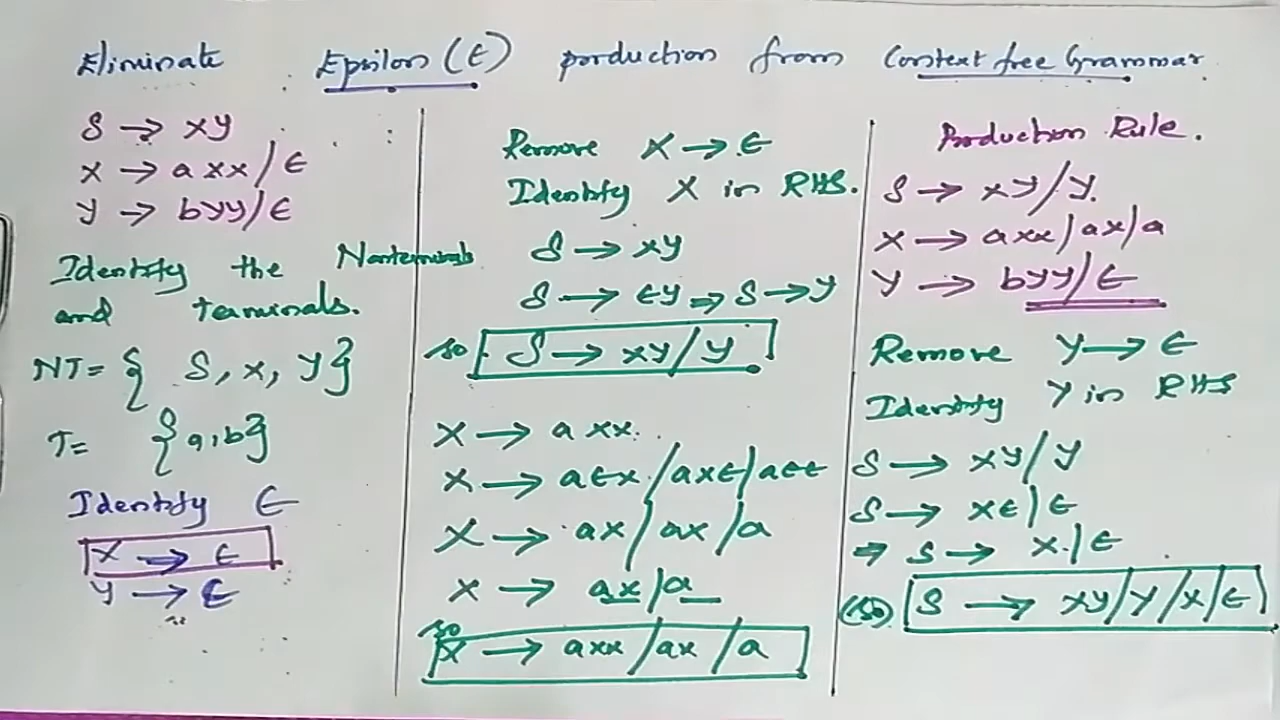 Eliminate Epsilon (ϵ) porduction from Context free Grammar
S → XY
X → aXX/ϵ
Y → bYY/ϵ
Identify the Nonterminals
and terminals.
NT = { S, X, Y }
T = {a,b}
Identify ϵ
X → ϵ
Y → ϵ
Remove X → ϵ
Identify X in RHS.
S → XY
S → ϵY ⇒ S → Y
so S → XY/Y
X → aXX.
X → aϵX/aXϵ/aϵϵ
X → aX/aX/a
X → aX/a
so
X → aXX/aX/a
Production Rule.
S → XY/Y.
X → aXX/aX/a
Y → bYY/ϵ
Remove Y → ϵ
Identity Y in RHS
S → XY/Y
S → Xϵ/ϵ
⇒ S → X/ϵ
(so) S → XY/Y/X/ϵ